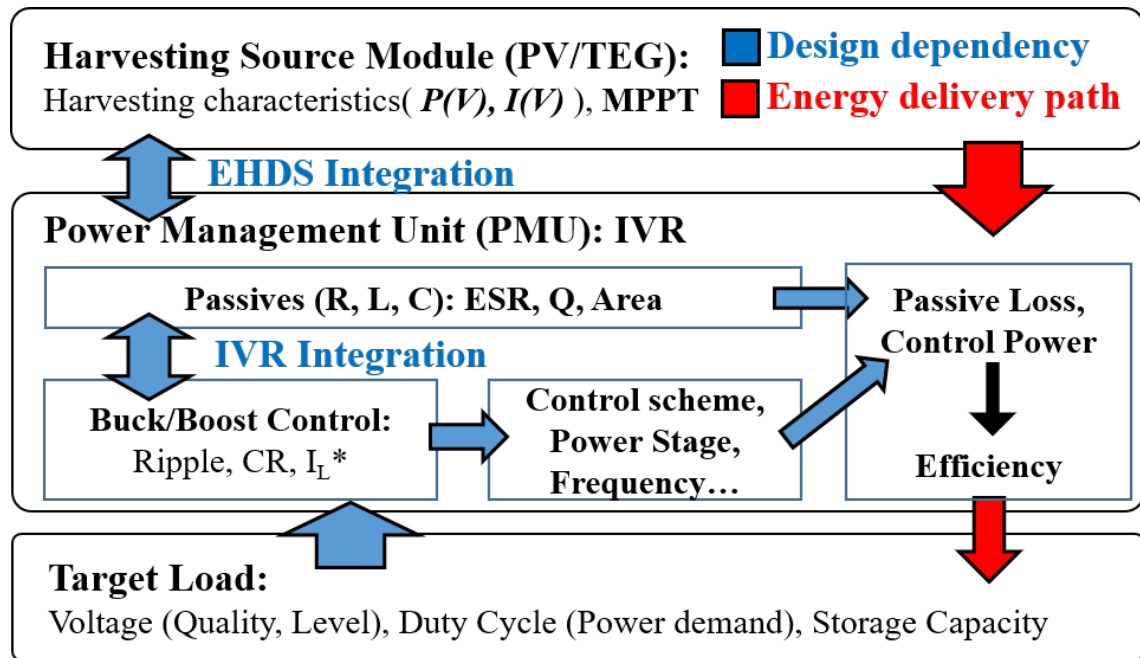 Harvesting Source Module (PV/TEG):
Harvesting characteristics( P(V), I(V) ), MPPT
Design dependency
Energy delivery path
EHDS Integration
Power Management Unit (PMU): IVR
Passives (R, L, C): ESR, Q, Area
IVR Integration
Buck/Boost Control:
Ripple, CR, I_L*
Control scheme,
Power Stage,
Frequency…
Passive Loss,
Control Power
Efficiency
Target Load:
Voltage (Quality, Level), Duty Cycle (Power demand), Storage Capacity